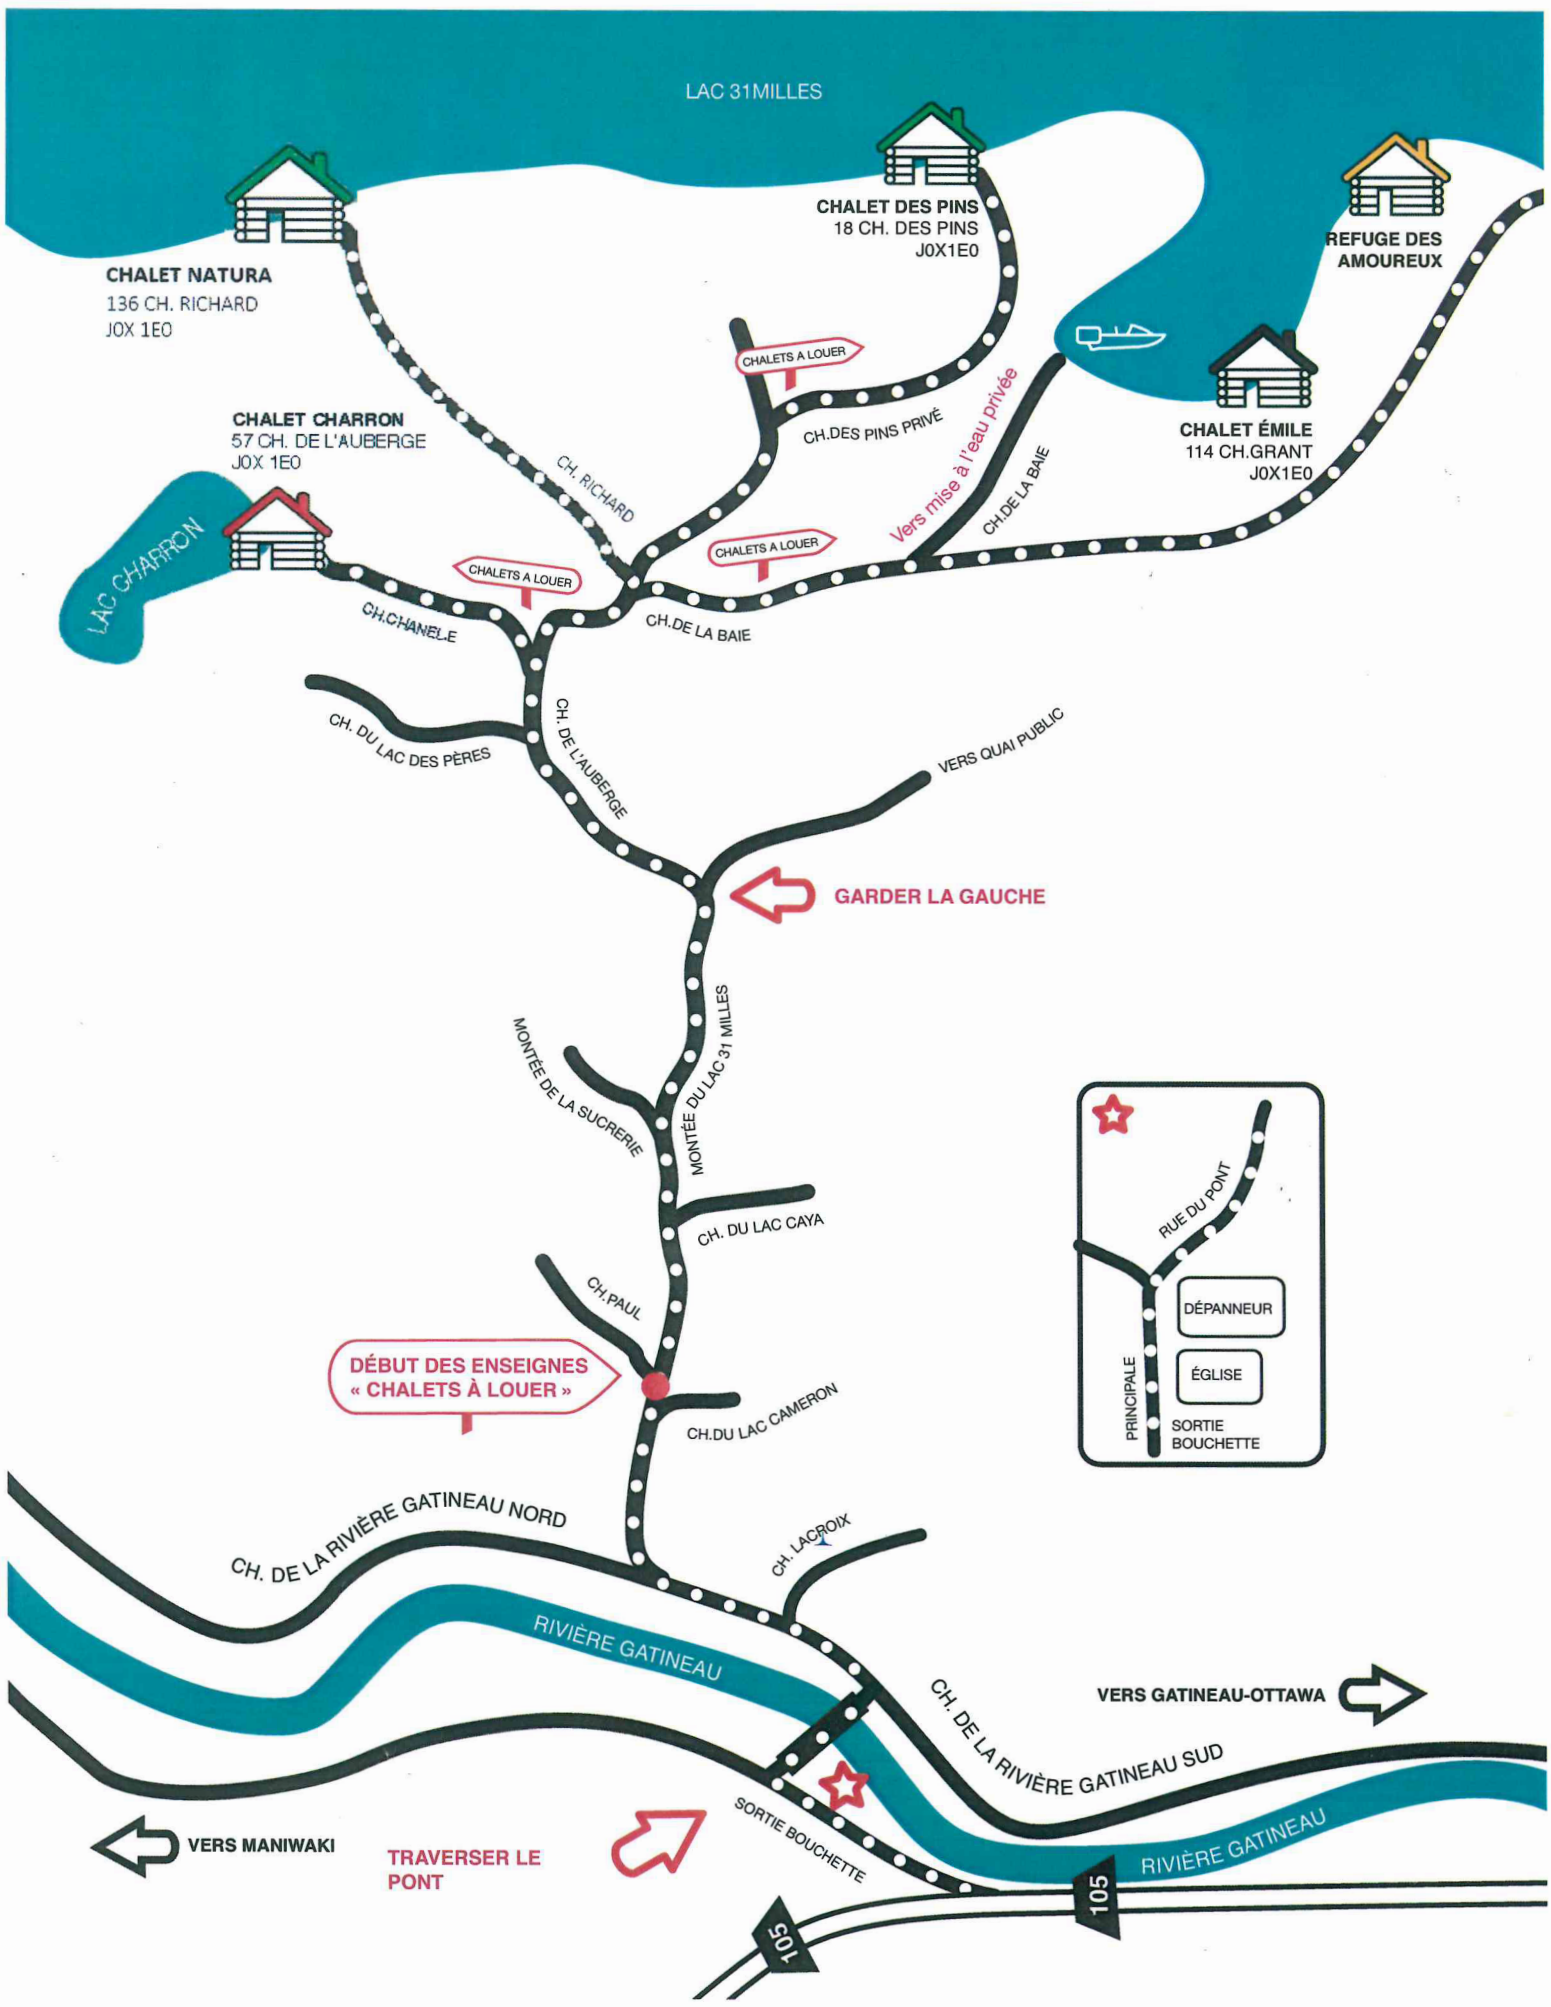 LAC 31MILLES
CHALET DES PINS
18 CH. DES PINS
J0X1E0
REFUGE DES
AMOUREUX
CHALET NATURA
136 CH. RICHARD
J0X 1E0
CHALETS A LOUER
CH.DES PINS PRIVÉ
Vers mise à l'eau privée
CH.DE LA BAIE
CHALET ÉMILE
114 CH.GRANT
J0X1E0
CHALET CHARRON
57 CH. DE L'AUBERGE
J0X 1E0
CH. RICHARD
LAC CHARRON
CHALETS A LOUER
CHALETS A LOUER
CH.CHANELE
CH.DE LA BAIE
CH. DU LAC DES PÈRES
CH. DE L'AUBERGE
VERS QUAI PUBLIC
GARDER LA GAUCHE
MONTÉE DE LA SUCRERIE
MONTÉE DU LAC 31 MILLES
CH. DU LAC CAYA
CH.PAUL
DÉBUT DES ENSEIGNES
« CHALETS À LOUER »
CH.DU LAC CAMERON
RUE DU PONT
DÉPANNEUR
ÉGLISE
PRINCIPALE
SORTIE
BOUCHETTE
CH. DE LA RIVIÈRE GATINEAU NORD
CH. LACROIX
RIVIÈRE GATINEAU
VERS GATINEAU-OTTAWA
CH. DE LA RIVIÈRE GATINEAU SUD
SORTIE BOUCHETTE
VERS MANIWAKI
TRAVERSER LE
PONT
RIVIÈRE GATINEAU
105
105